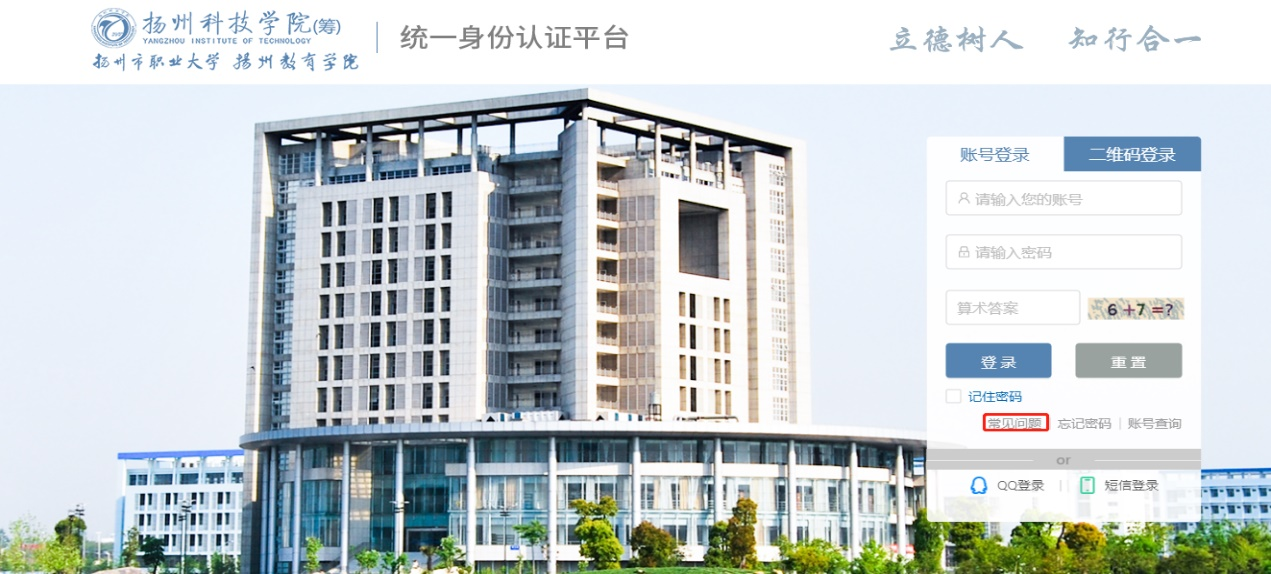 扬州科技学院(筹)
YANGZHOU INSTITUTE OF TECHNOLOGY
扬州市职业大学 扬州教育学院
统一身份认证平台
立德树人 知行合一
账号登录 二维码登录
请输入您的账号
请输入密码
算术答案 6+7=?
登录 重置
记住密码
常见问题 忘记密码 | 账号查询
or
QQ登录 | | 短信登录